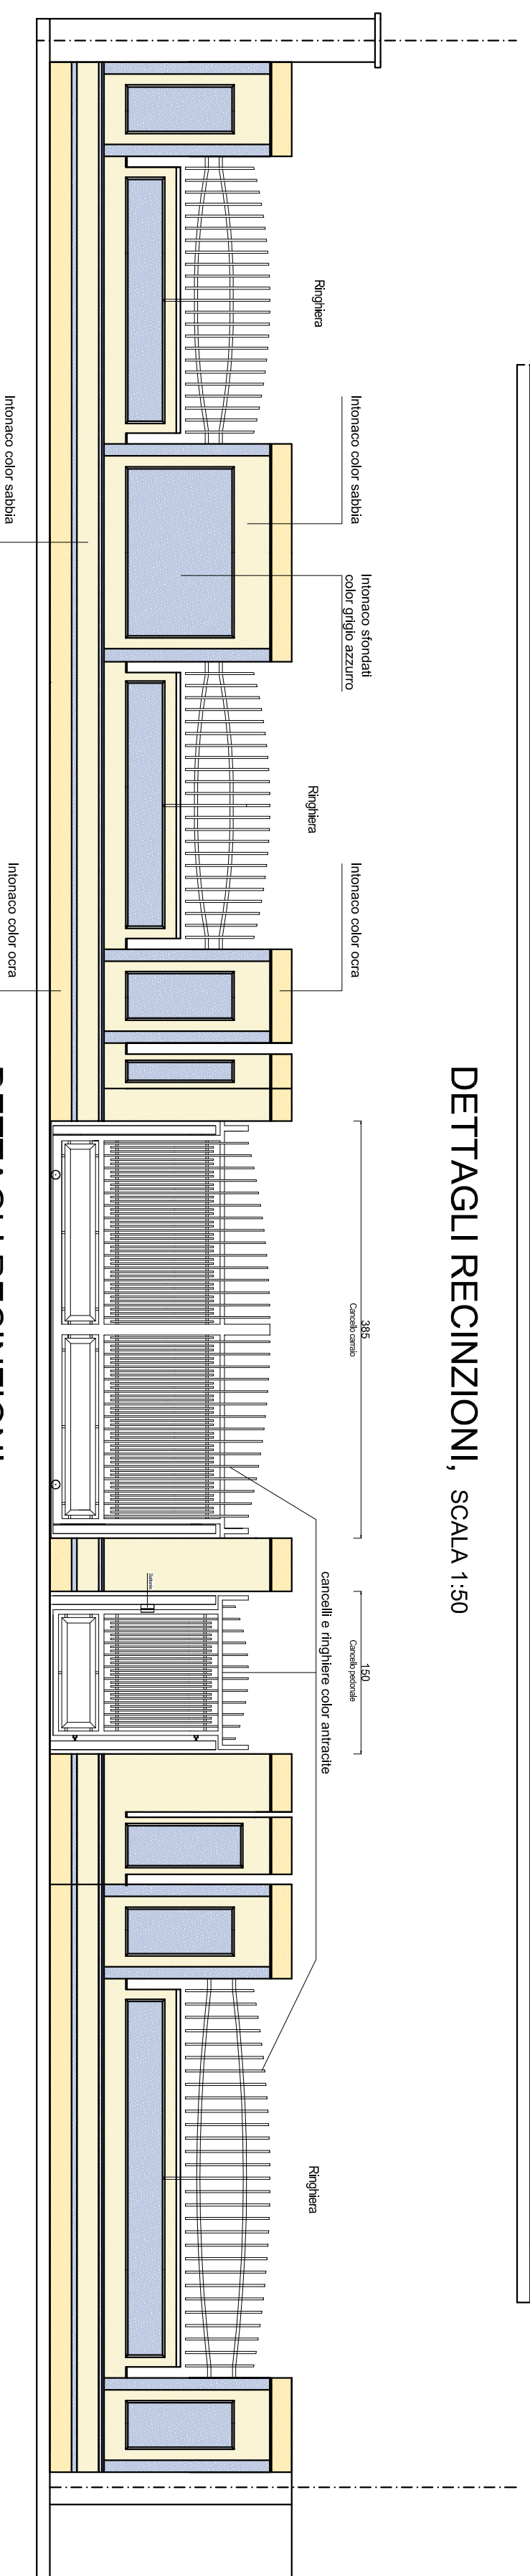 DETTAGLI RECINZIONI, SCALA 1:50
Ringhiera
Intonaco color sabbia
Intonaco sfondati
color grigio azzurro
Ringhiera
Intonaco color ocra
385
Cancello carraio
cancelli e ringhiere color antracite
150
Cancello pedonale
Ringhiera
Intonaco color sabbia
Intonaco color ocra